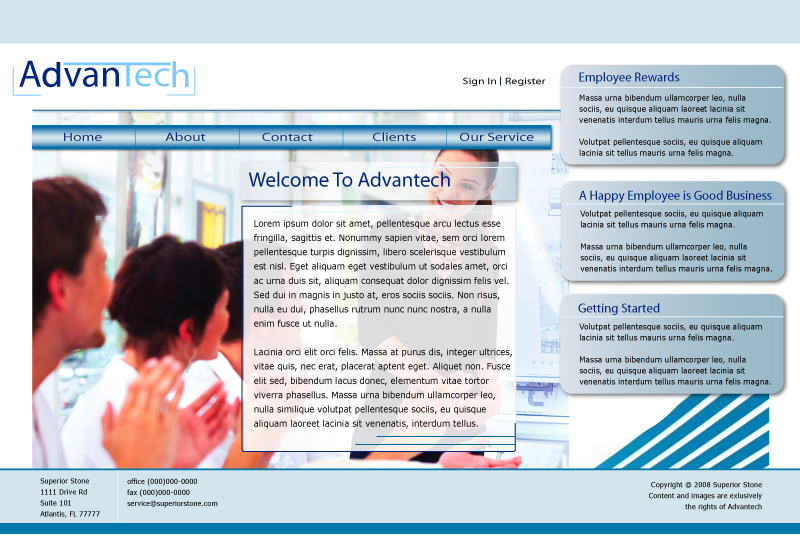 AdvanTech
Sign In | Register
Home About Contact Clients Our Service
Welcome To Advantech
Lorem ipsum dolor sit amet, pellentesque arcu lectus esse
fringilla, sagittis et. Nonummy sapien vitae, sem orci lorem
pellentesque turpis dignissim, libero scelerisque vestibulum
est nisl. Eget aliquam eget vestibulum ut sodales amet, orci
ac urna duis sit, aliquam consequat dolor dignissim felis vel.
Sed dui in magnis in justo at, eros sociis sociis. Non risus,
nulla eu dui, phasellus rutrum nunc nunc nostra, a nulla
enim fusce ut nulla.
Lacinia orci elit orci felis. Massa at purus dis, integer ultrices,
vitae quis, nec erat, placerat aptent eget. Aliquet non. Fusce
elit sed, bibendum lacus donec, elementum vitae tortor
viverra phasellus. Massa urna bibendum ullamcorper leo,
nulla similique volutpat pellentesque sociis, eu quisque
aliquam laoreet lacinia sit venenatis, interdum tellus.
Employee Rewards
Massa urna bibendum ullamcorper leo, nulla
sociis, eu quisque aliquam laoreet lacinia sit
venenatis interdum tellus mauris urna felis magna.
Volutpat pellentesque sociis, eu quisque aliquam
lacinia sit tellus mauris urna felis magna.
A Happy Employee is Good Business
Volutpat pellentesque sociis, eu quisque aliquam
lacinia sit tellus mauris urna felis magna.
Massa urna bibendum ullamcorper leo, nulla
sociis, eu quisque aliquam laoreet lacinia sit
venenatis interdum tellus mauris urna felis magna.
Getting Started
Volutpat pellentesque sociis, eu quisque aliquam
lacinia sit tellus mauris urna felis magna.
Massa urna bibendum ullamcorper leo, nulla
sociis, eu quisque aliquam laoreet lacinia sit
venenatis interdum tellus mauris urna felis magna.
Superior Stone
1111 Drive Rd
Suite 101
Atlantis, FL 77777
office (000)000-0000
fax (000)000-0000
service@superiorstone.com
Copyright @ 2008 Superior Stone
Content and images are exlusively
the rights of Advantech